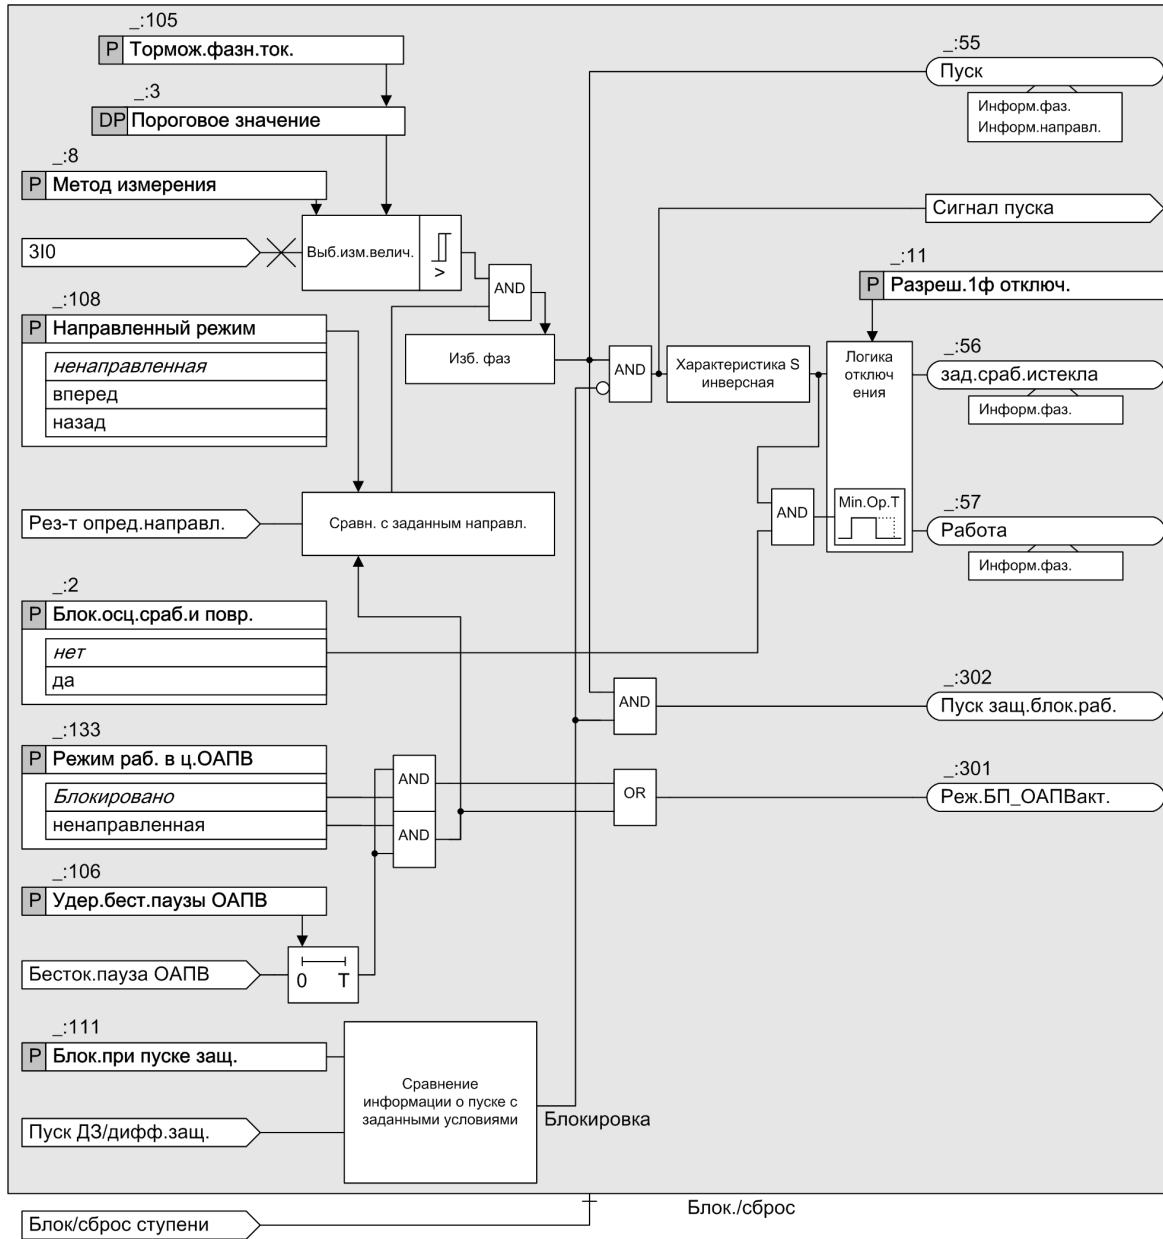 _:105
P Тормож.фазн.ток.
_:3
DP Пороговое значение
_:8
P Метод измерения
3I0
Выб.изм.велич.
>
AND
_:108
P Направленный режим
ненаправленная
вперед
назад
Изб. фаз
AND
Характеристика S
инверсная
Логика
отключ
ения
Min.Op.T
AND
_:55
Пуск
Информ.фаз.
Информ.направл.
Сигнал пуска
_:11
P Разреш.1ф отключ.
_:56
зад.сраб.истекла
Информ.фаз.
_:57
Работа
Информ.фаз.
Рез-т опред.направл.
Сравн. с заданным направл.
_:2
P Блок.осц.сраб.и повр.
нет
да
AND
_:302
Пуск защ.блок.раб.
_:133
P Режим раб. в ц.ОАПВ
Блокировано
ненаправленная
AND
AND
OR
_:301
Реж.БП_ОАПВакт.
_:106
P Удер.бест.паузы ОАПВ
Бесток.пауза ОАПВ
0 T
_:111
P Блок.при пуске защ.
Пуск ДЗ/дифф.защ.
Сравнение
информации о пуске с
заданными условиями
Блокировка
Блок/сброс ступени
Блок./сброс